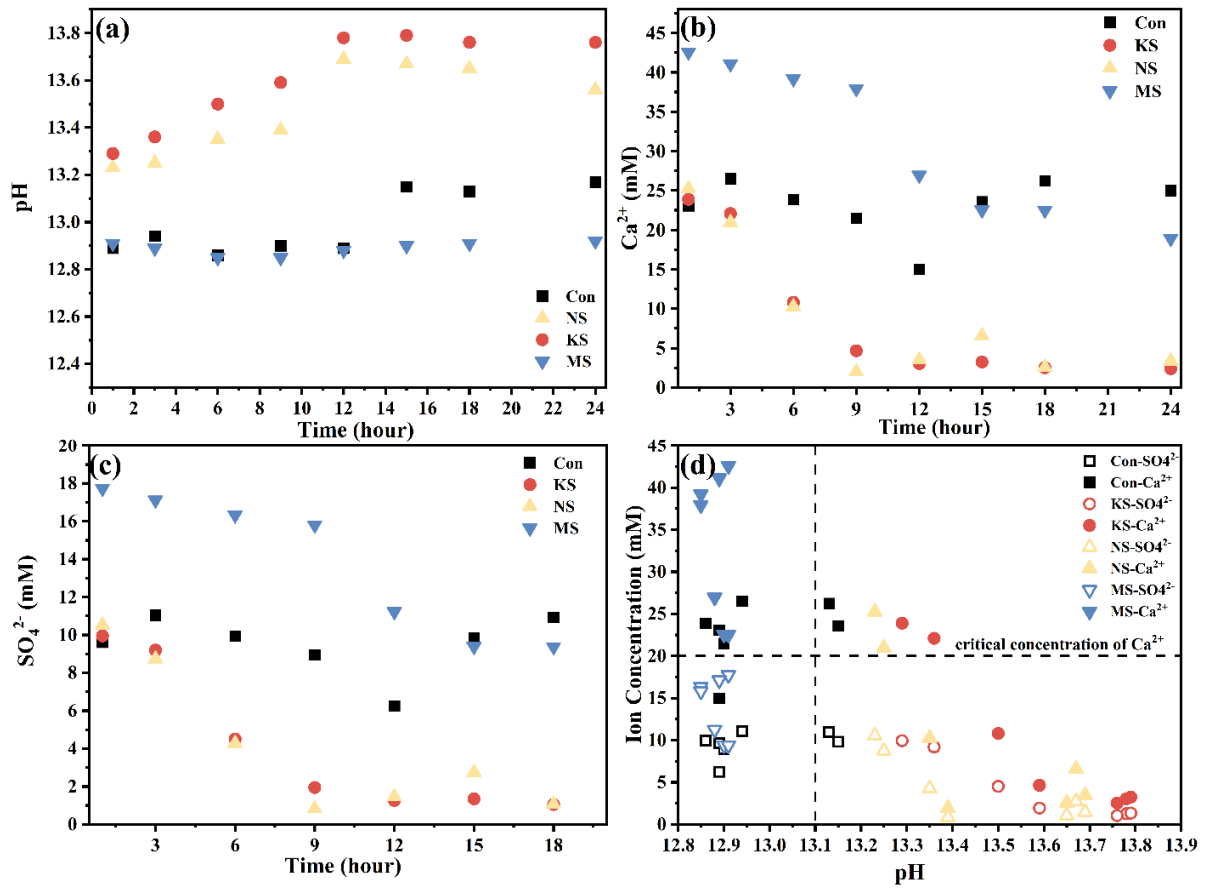 (a)
pH
13.8
13.6
13.4
13.2
13.0
12.8
12.6
12.4
0 2 4 6 8 10 12 14 16 18 20 22 24
Time (hour)
Con
NS
KS
MS
(b)
Ca²⁺ (mM)
45
40
35
30
25
20
15
10
5
0
3 6 9 12 15 18 21 24
Time (hour)
Con
KS
NS
MS
(c)
SO₄²⁻ (mM)
20
18
16
14
12
10
8
6
4
2
0
3 6 9 12 15 18
Time (hour)
Con
KS
NS
MS
(d)
Ion Concentration (mM)
45
40
35
30
25
20
15
10
5
0
12.8 12.9 13.0 13.1 13.2 13.3 13.4 13.5 13.6 13.7 13.8 13.9
pH
Con-SO4²⁻
Con-Ca²⁺
KS-SO4²⁻
KS-Ca²⁺
NS-SO4²⁻
NS-Ca²⁺
MS-SO4²⁻
MS-Ca²⁺
critical concentration of Ca²⁺